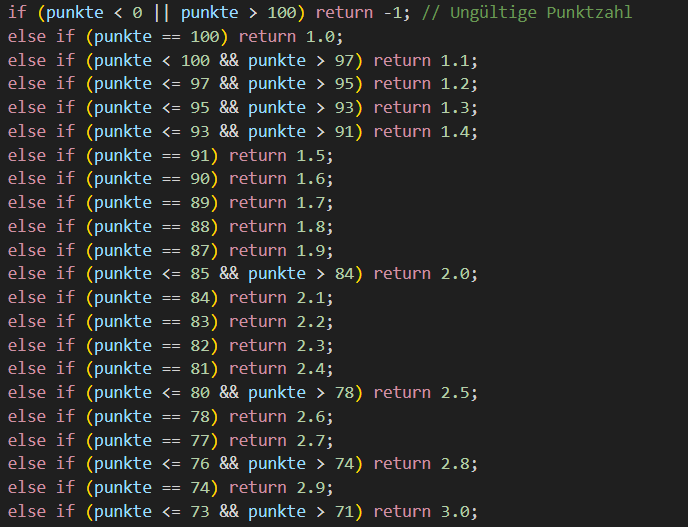 if (punkte < 0 || punkte > 100) return -1; // Ungültige Punktzahl
else if (punkte == 100) return 1.0;
else if (punkte < 100 && punkte > 97) return 1.1;
else if (punkte <= 97 && punkte > 95) return 1.2;
else if (punkte <= 95 && punkte > 93) return 1.3;
else if (punkte <= 93 && punkte > 91) return 1.4;
else if (punkte == 91) return 1.5;
else if (punkte == 90) return 1.6;
else if (punkte == 89) return 1.7;
else if (punkte == 88) return 1.8;
else if (punkte == 87) return 1.9;
else if (punkte <= 85 && punkte > 84) return 2.0;
else if (punkte == 84) return 2.1;
else if (punkte == 83) return 2.2;
else if (punkte == 82) return 2.3;
else if (punkte == 81) return 2.4;
else if (punkte <= 80 && punkte > 78) return 2.5;
else if (punkte == 78) return 2.6;
else if (punkte == 77) return 2.7;
else if (punkte <= 76 && punkte > 74) return 2.8;
else if (punkte == 74) return 2.9;
else if (punkte <= 73 && punkte > 71) return 3.0;